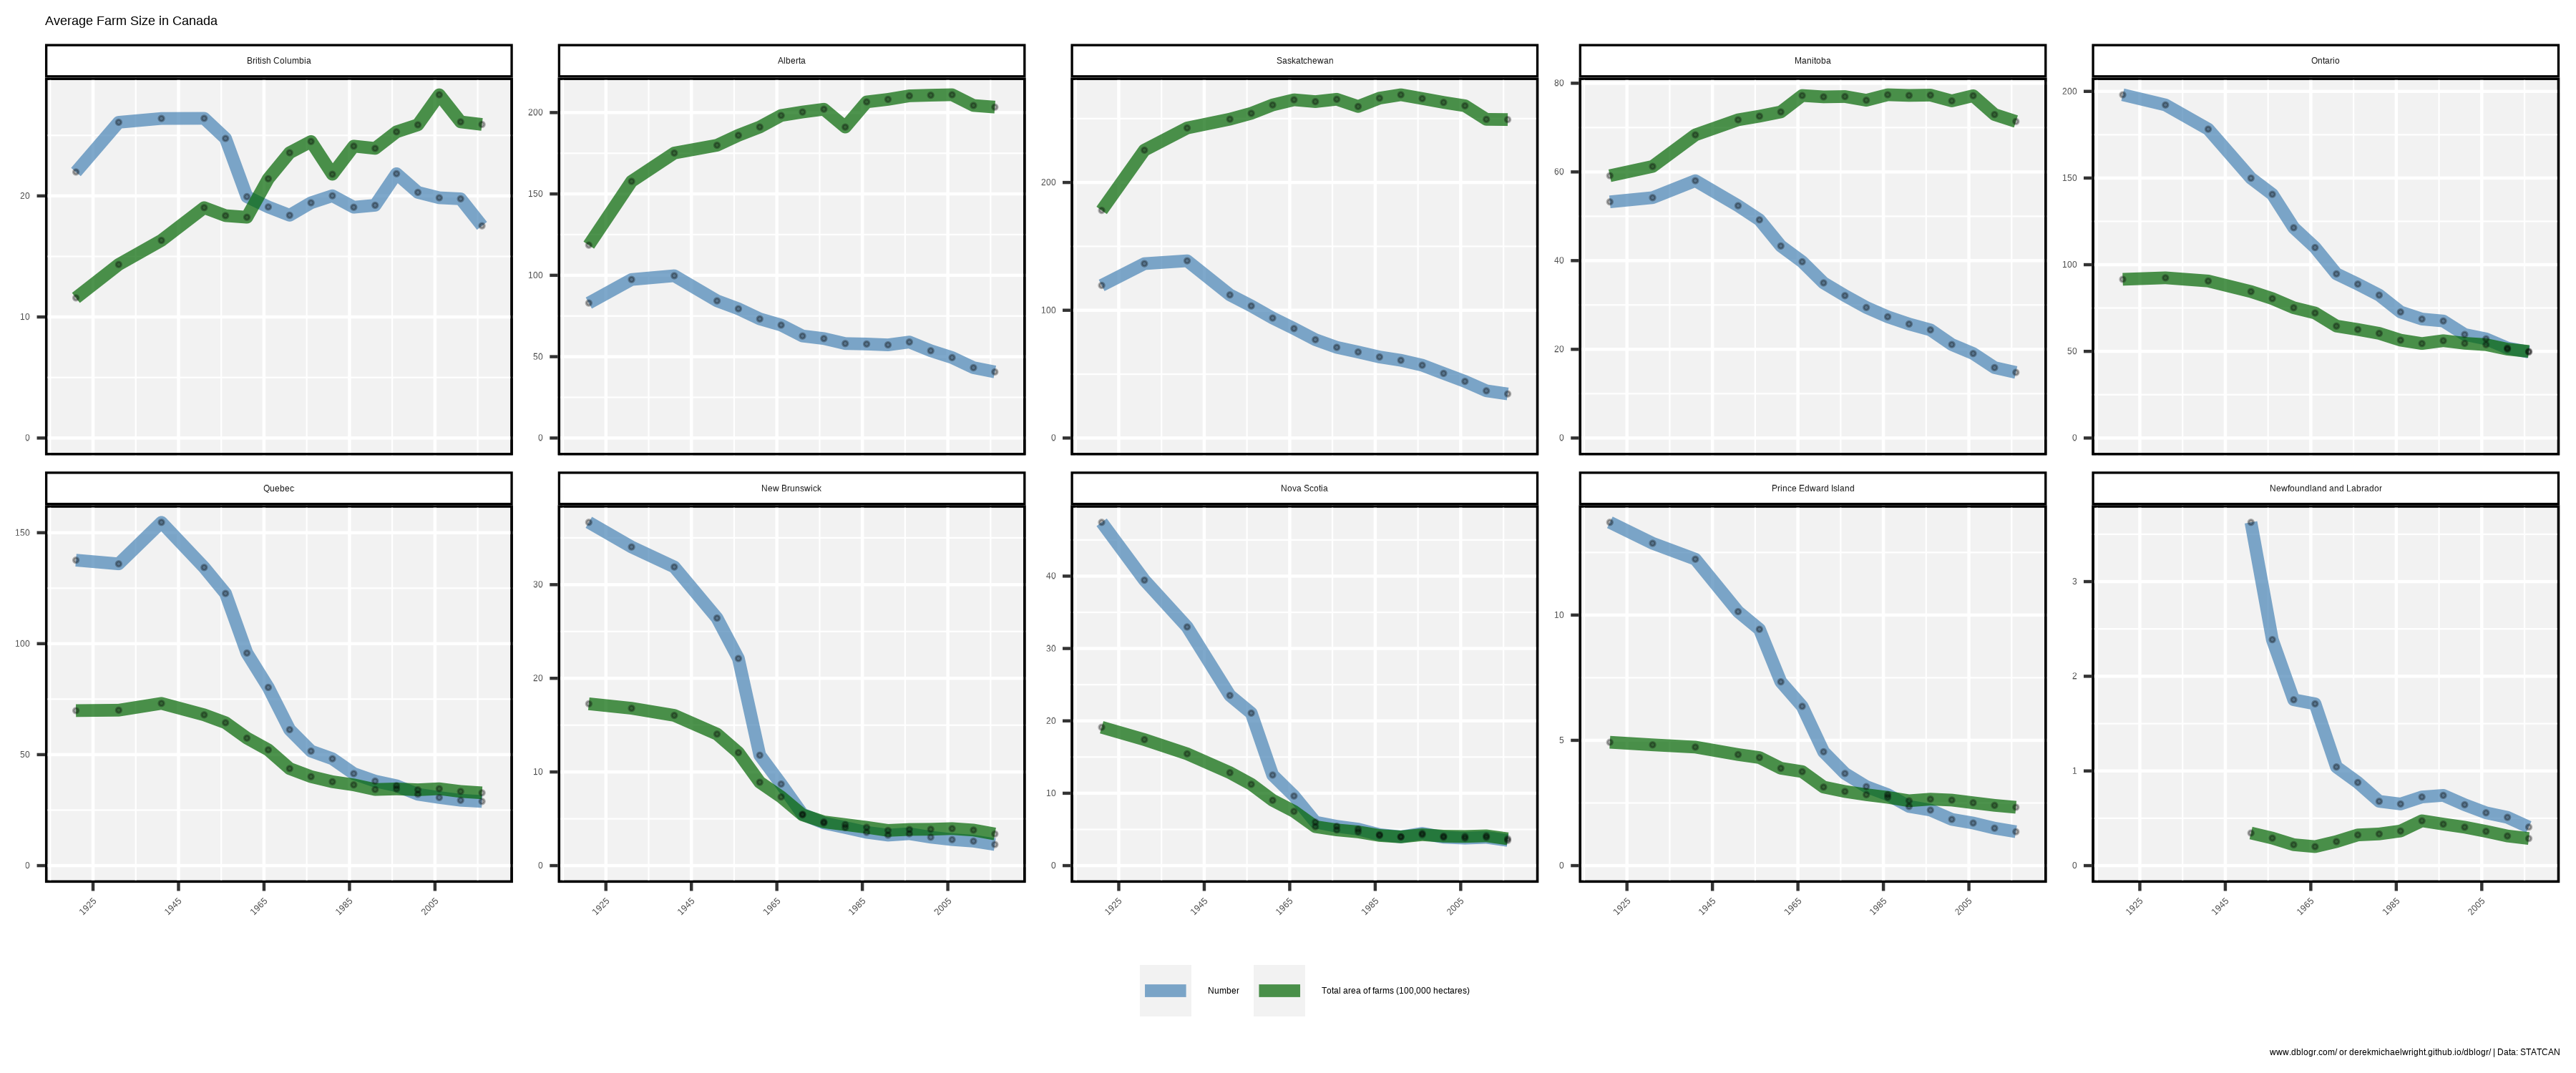 Average Farm Size in Canada
British Columbia
Alberta
Saskatchewan
Manitoba
Ontario
20
10
0
200
150
100
50
0
200
100
0
80
60
40
20
0
200
150
100
50
0
Quebec
New Brunswick
Nova Scotia
Prince Edward Island
Newfoundland and Labrador
150
100
50
0
30
20
10
0
40
30
20
10
0
10
5
0
3
2
1
0
1925 1945 1965 1985 2005
1925 1945 1965 1985 2005
1925 1945 1965 1985 2005
1925 1945 1965 1985 2005
1925 1945 1965 1985 2005
Number
Total area of farms (100,000 hectares)
www.dblogr.com/ or derekmichaelwright.github.io/dblogr/ | Data: STATCAN